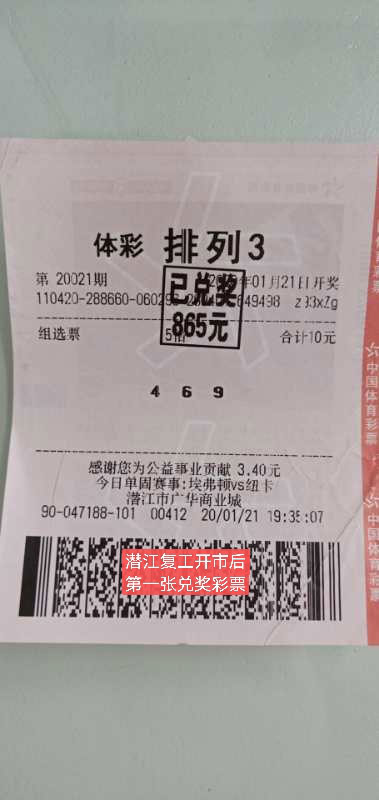 体彩 排列3
第 20021期
年01月21日开奖
110420-288660-0602
49498 z33xZg
已兑奖
865元
组选票 5倍 合计10元
4 6 9
感谢您为公益事业贡献 3.40元
今日单固赛事:埃弗顿vs纽卡
潜江市广华商业城
90-047188-101 00412 20/01/21 19:35:07
潜江复工开市后
第一张兑奖彩票
中国体育彩票
中国体育彩票